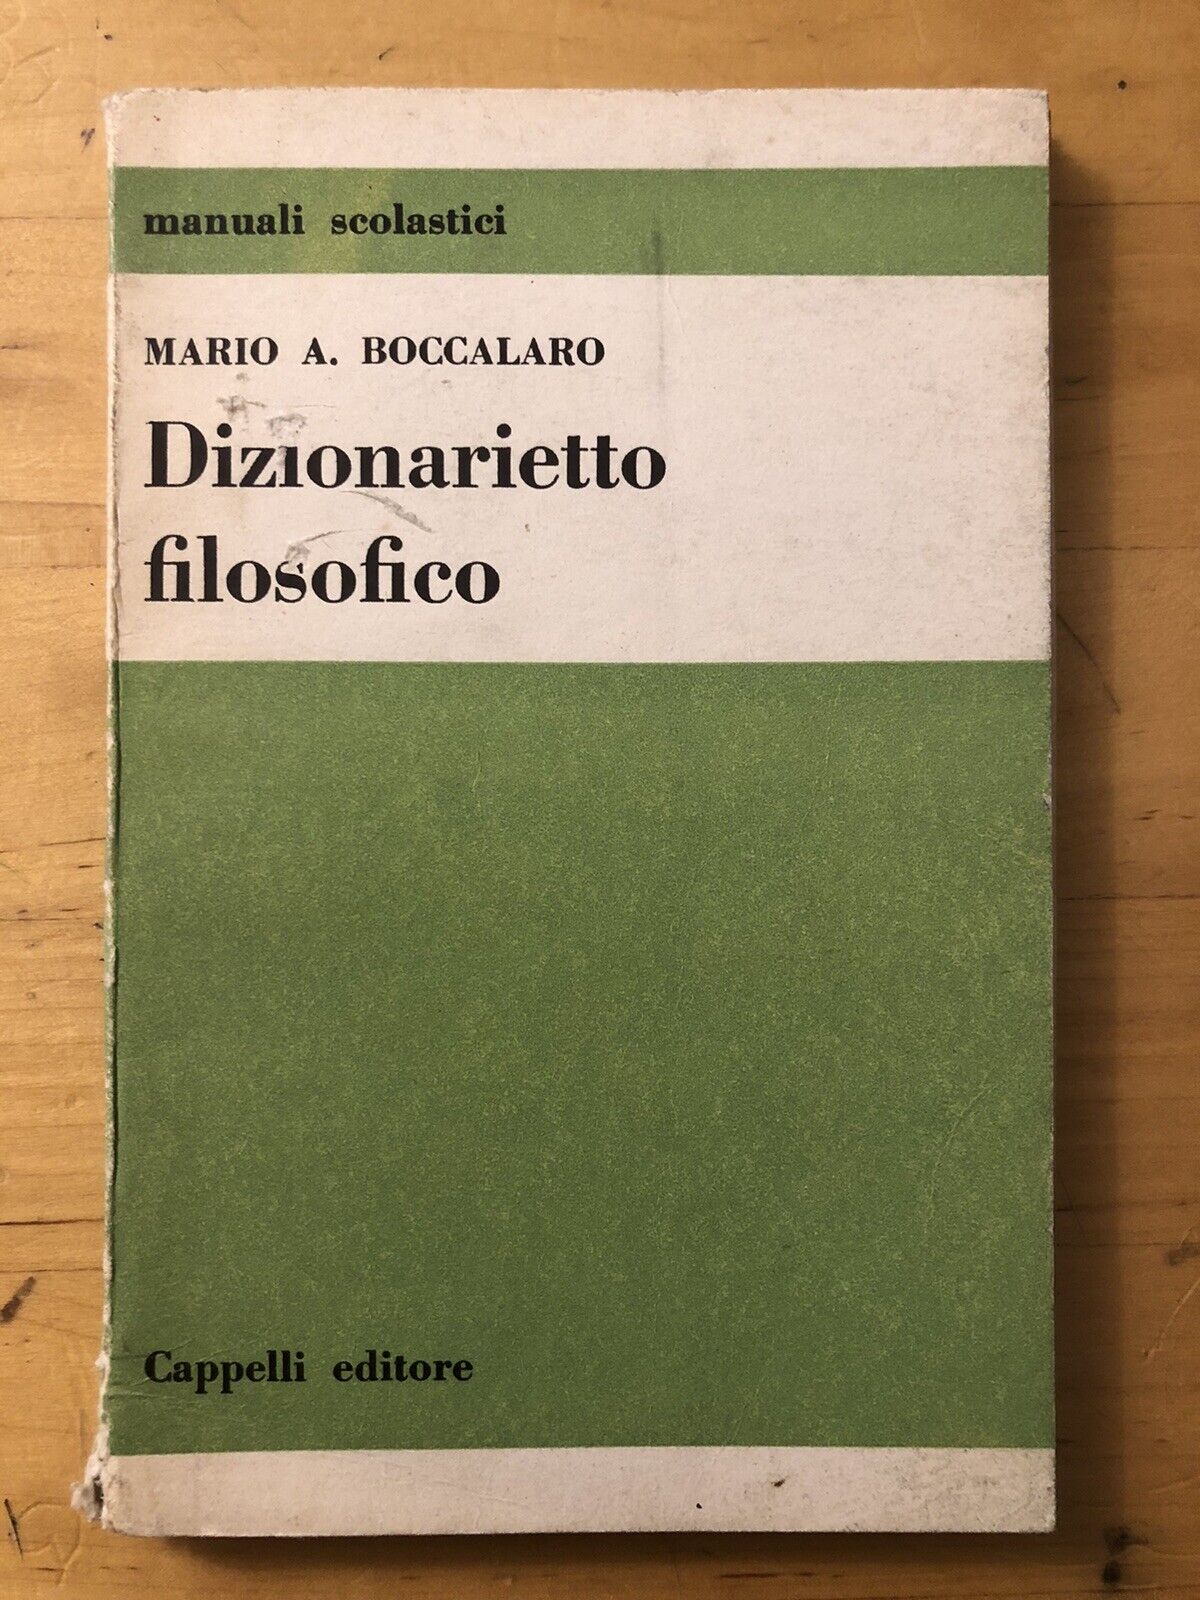 manuali scolastici
MARIO A. BOCCALARO
Dizionarietto
filosofico
Cappelli editore